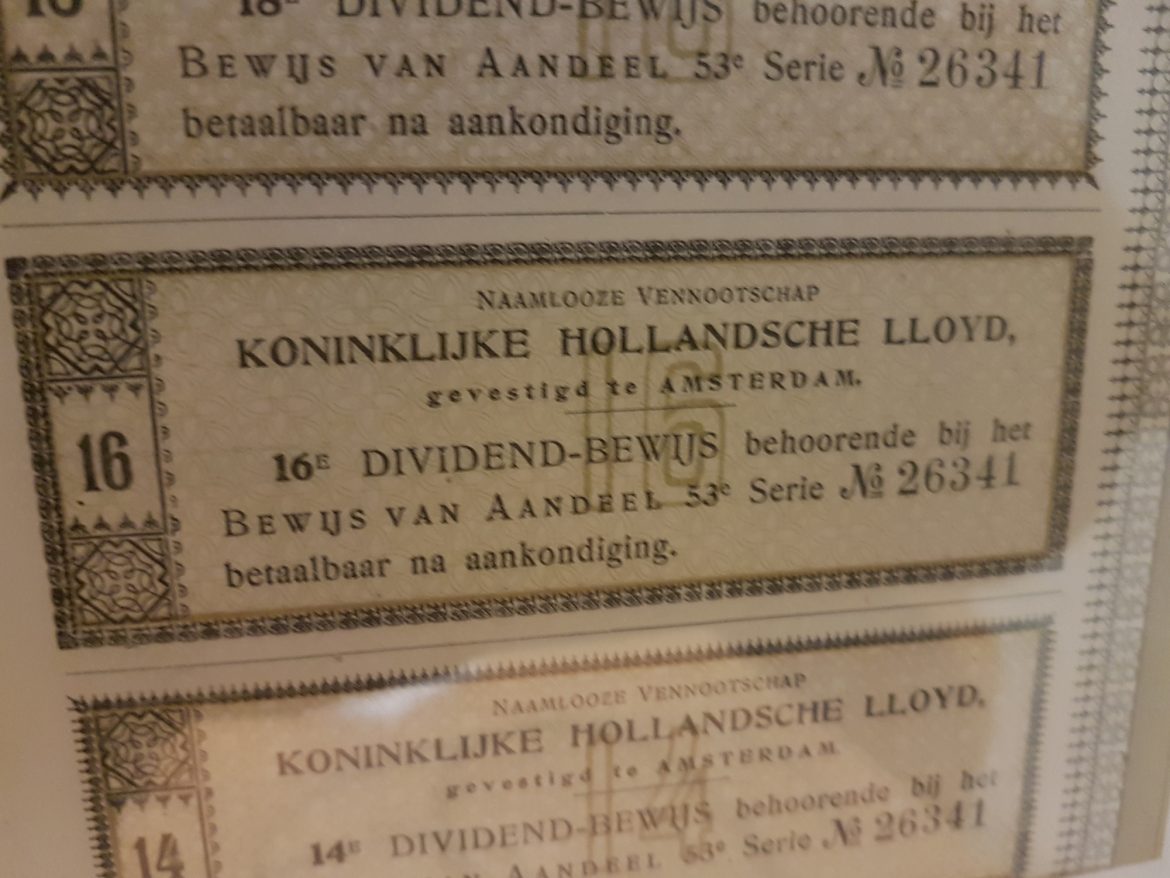 18E DIVIDEND-BEWIJS behoorende bij het
BEWIJS VAN AANDEEL 53e Serie № 26341
betaalbaar na aankondiging.
NAAMLOOZE VENNOOTSCHAP
KONINKLIJKE HOLLANDSCHE LLOYD,
gevestigd te AMSTERDAM.
16
16E DIVIDEND-BEWIJS behoorende bij het
BEWIJS VAN AANDEEL 53e Serie № 26341
betaalbaar na aankondiging.
NAAMLOOZE VENNOOTSCHAP
KONINKLIJKE HOLLANDSCHE LLOYD,
gevestigd te AMSTERDAM
14
14E DIVIDEND-BEWIJS behoorende bij het
AANDEEL 53e Serie № 26341